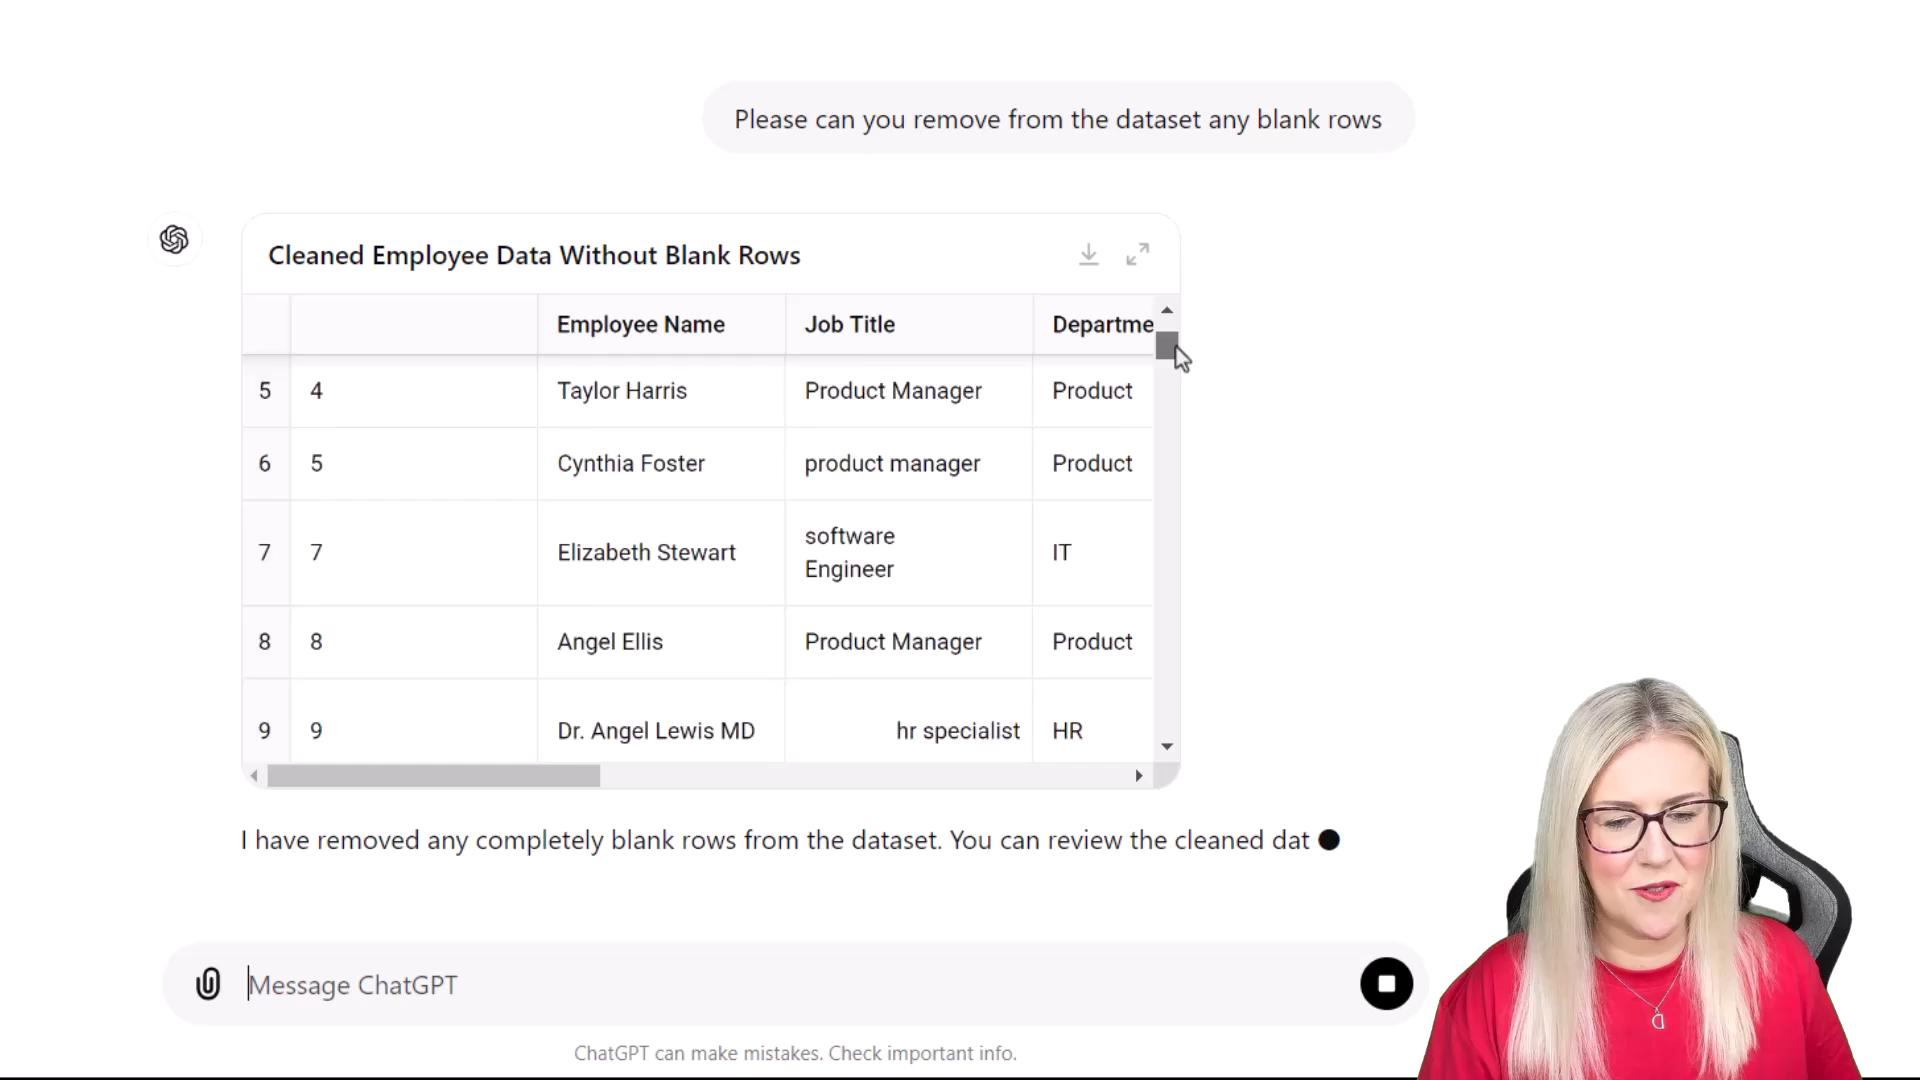 Please can you remove from the dataset any blank rows
Cleaned Employee Data Without Blank Rows
Employee Name Job Title Departme
5 4 Taylor Harris Product Manager Product
6 5 Cynthia Foster product manager Product
7 7 Elizabeth Stewart software Engineer IT
8 8 Angel Ellis Product Manager Product
9 9 Dr. Angel Lewis MD hr specialist HR
I have removed any completely blank rows from the dataset. You can review the cleaned dat
Message ChatGPT
ChatGPT can make mistakes. Check important info.